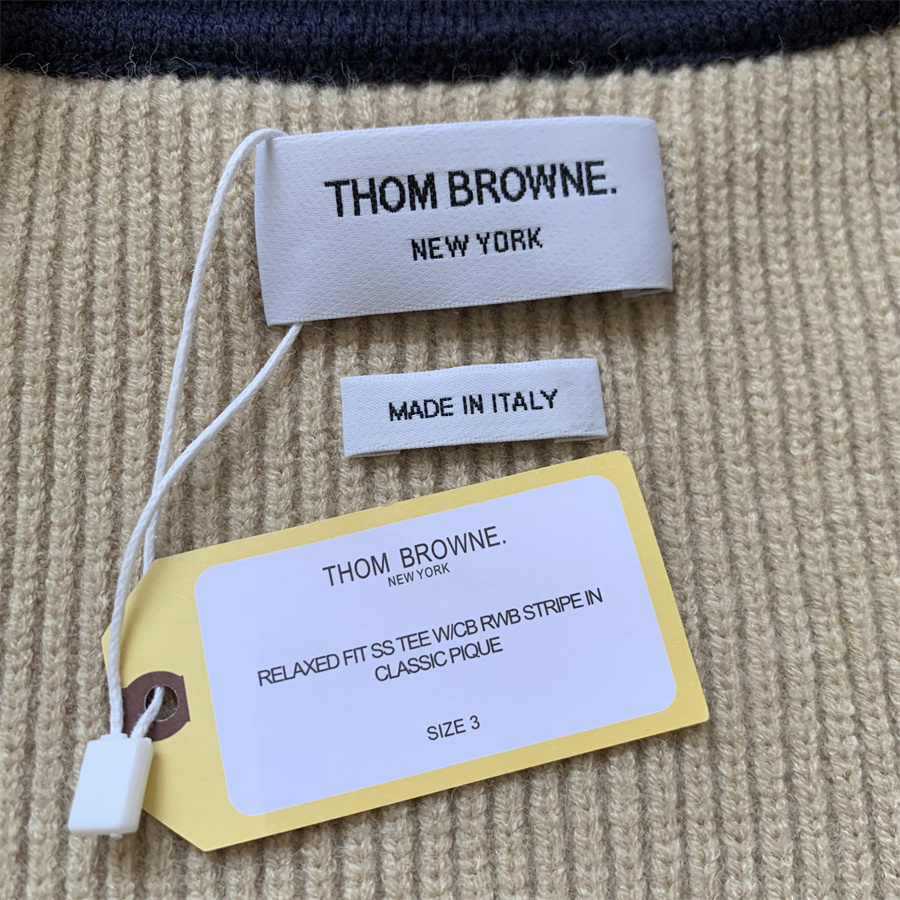 THOM BROWNE.
NEW YORK
MADE IN ITALY
THOM BROWNE.
NEW YORK
RELAXED FIT SS TEE W/CB RWB STRIPE IN
CLASSIC PIQUE
SIZE 3